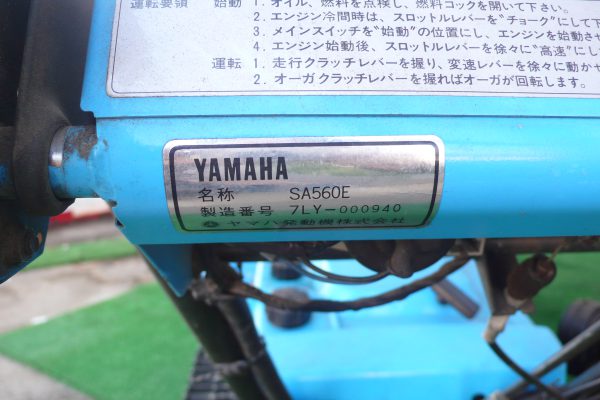 運転要領 始動 1. オイル、燃料を点検し、燃料コックを開いて下さい。
2. エンジン冷間時は、スロットルレバーを“チョーク”にして下
3. メインスイッチを“始動”の位置にし、エンジンを始動させ
4. エンジン始動後、スロットルレバーを徐々に“高速”にし
運転 1. 走行クラッチレバーを握り、変速レバーを徐々に動かせ
2. オーガクラッチレバーを握ればオーガが回転します。
YAMAHA
名称 SA560E
製造番号 7LY-000940
ヤマハ発動機株式会社